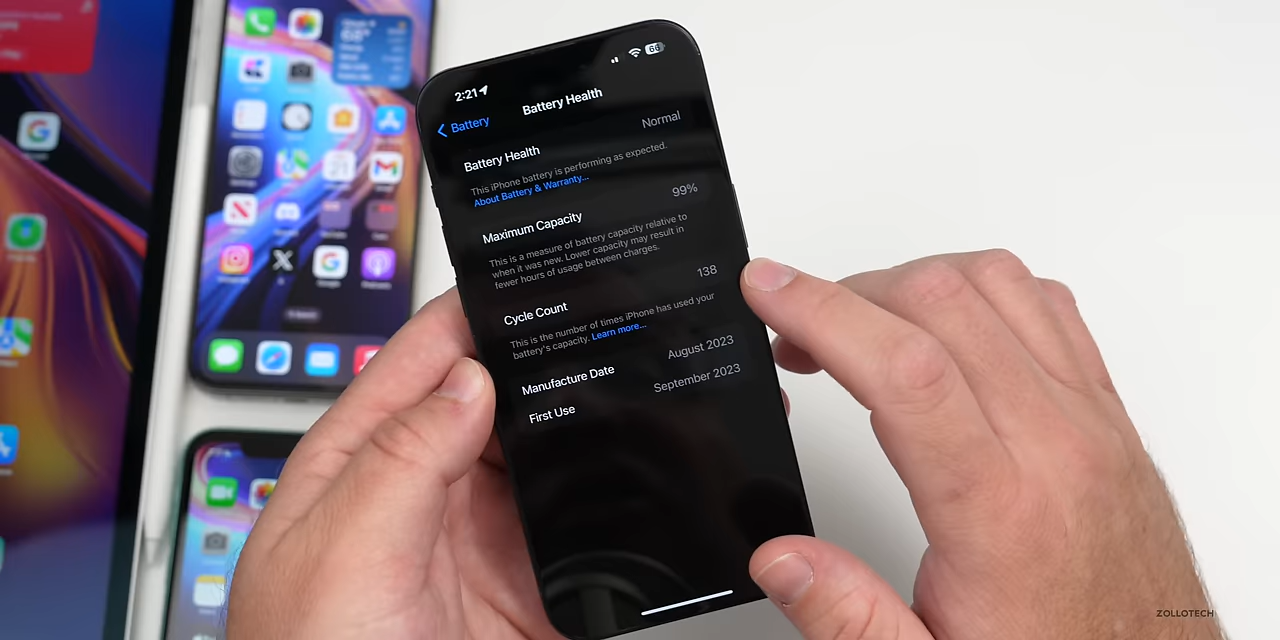 2:21
66
Battery
Battery Health
Battery Health
Normal
This iPhone battery is performing as expected.
About Battery & Warranty...
Maximum Capacity
99%
This is a measure of battery capacity relative to
when it was new. Lower capacity may result in
fewer hours of usage between charges.
Cycle Count
138
This is the number of times iPhone has used your
battery's capacity. Learn more...
Manufacture Date
August 2023
First Use
September 2023
ZOLLOTECH